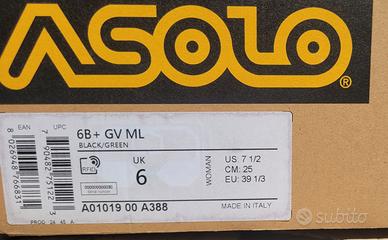 ASOLO®
EAN
UPC
6B+ GV ML
BLACK/GREEN
RFID
UK
6
WOMAN
US: 7 1/2
CM: 25
EU: 39 1/3
A01019 00 A388
MADE IN ITALY
subito